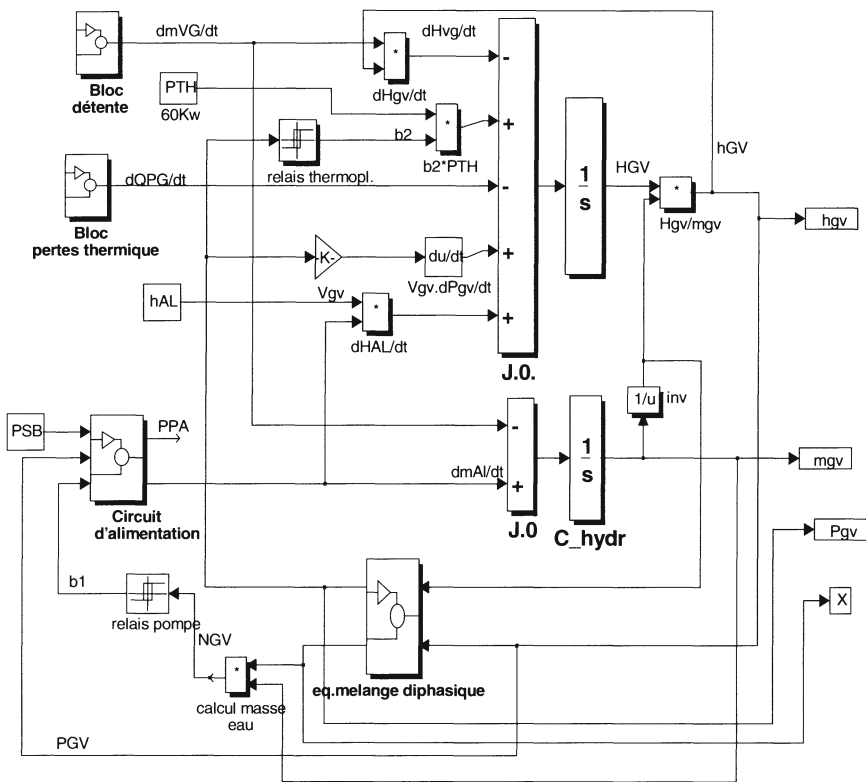 dmVG/dt
dHvg/dt
Bloc
détente
*
dHgv/dt
-
PTH
60Kw
*
b2
b2*PTH
+
relais thermopl.
hGV
dQPG/dt
-
1
s
HGV
*
Hgv/mgv
hgv
Bloc
pertes thermique
-K-
du/dt
+
Vgv.dPgv/dt
hAL
Vgv
*
+
dHAL/dt
J.0.
1/u
inv
PSB
PPA
-
1
s
mgv
dmAl/dt
+
Circuit
d'alimentation
J.0
C_hydr
Pgv
b1
relais pompe
X
NGV
*
eq.melange diphasique
calcul masse
eau
PGV